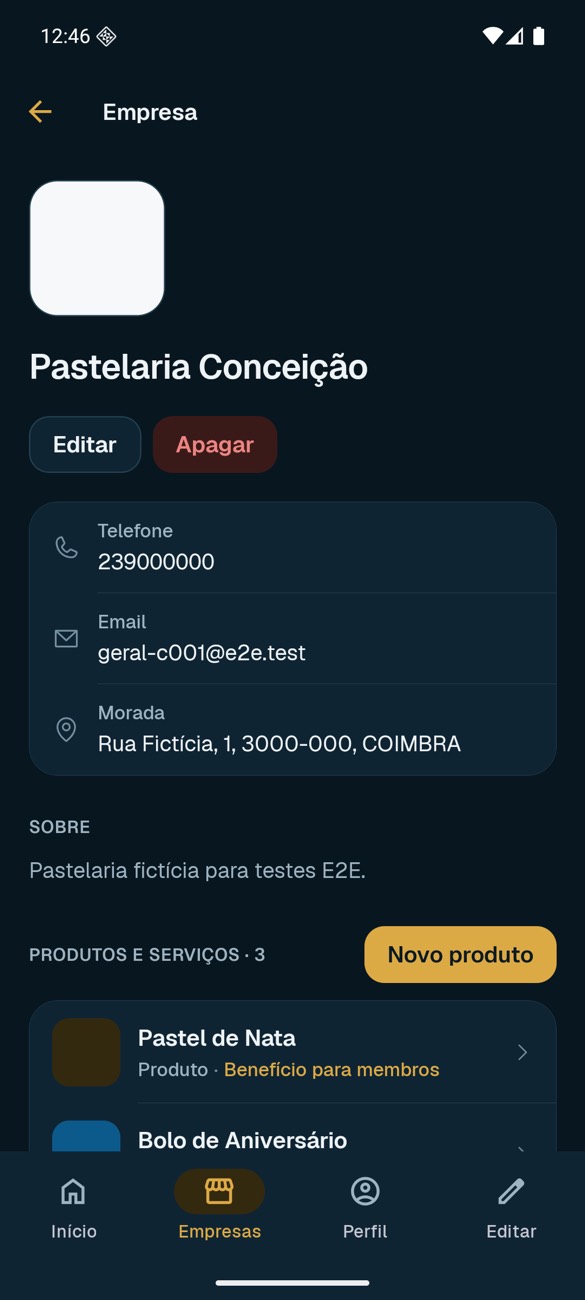 12:46
Empresa
Pastelaria Conceição
Editar
Apagar
Telefone
239000000
Email
geral-c001@e2e.test
Morada
Rua Fictícia, 1, 3000-000, COIMBRA
SOBRE
Pastelaria fictícia para testes E2E.
PRODUTOS E SERVIÇOS · 3
Novo produto
Pastel de Nata
Produto · Benefício para membros
Bolo de Aniversário
Início
Empresas
Perfil
Editar